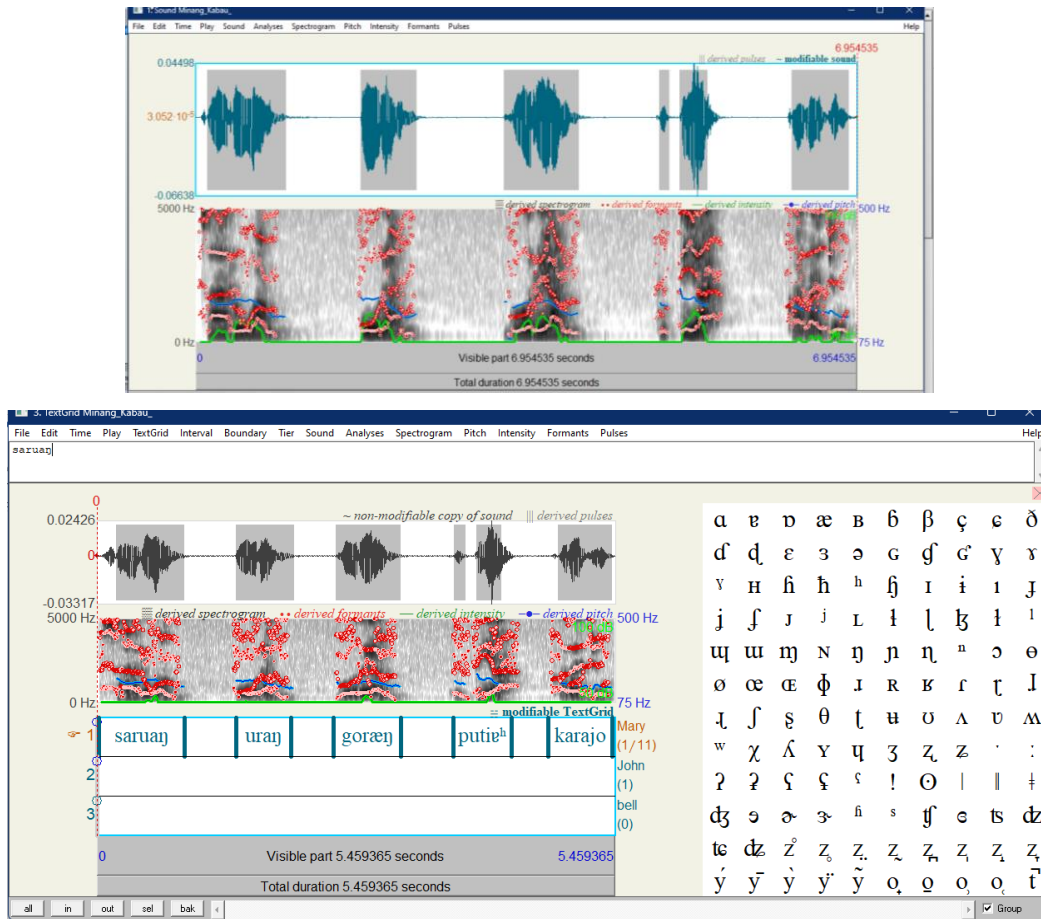 1. Sound Minang_Kabau_
File Edit Time Play Sound Analyses Spectrogram Pitch Intensity Formants Pulses Help
6.954535
||| derived pulses ~ modifiable sound
0.04498
3.052·10⁻⁵
-0.06638
≣ derived spectrogram •• derived formants — derived intensity –•– derived pitch
5000 Hz 500 Hz
0 Hz 75 Hz
0 Visible part 6.954535 seconds 6.954535
Total duration 6.954535 seconds
3. TextGrid Minang_Kabau_
File Edit Time Play TextGrid Interval Boundary Tier Sound Analyses Spectrogram Pitch Intensity Formants Pulses Help
saruaŋ
0
~ non-modifiable copy of sound ||| derived pulses
0.02426
0
-0.03317
≣ derived spectrogram •• derived formants — derived intensity –•– derived pitch
5000 Hz 500 Hz
0 Hz 75 Hz
modifiable TextGrid
1 saruaŋ uraŋ goræŋ putiɐʰ karajo Mary (1/11)
2 John (1)
3 bell (0)
0 Visible part 5.459365 seconds 5.459365
Total duration 5.459365 seconds
ɑ ɐ ɒ æ ʙ ɓ β ç ɕ ð
ɗ ɖ ɛ ɜ ə ɢ ɠ ʛ ɣ ɤ
ˠ ʜ ɦ ħ ʰ ɧ ɪ ɨ ı ɟ
ʝ ʄ ᴊ ʲ ʟ ɫ ɭ ɮ ɬ ˡ
ɰ ɯ ɱ ɴ ŋ ɲ ɳ ⁿ ɔ ɵ
ø œ ɶ ɸ ɹ ʀ ʁ ɾ ɽ ɺ
ɻ ʃ ʂ θ ʈ ʉ ʊ ʌ ʋ ʍ
ʷ χ ʎ ʏ ɥ ʒ ʐ ʑ
ʔ ʡ ʕ ʢ ˤ ! ʘ ǀ ǁ ǂ
ʤ ɘ ɚ ɝ ʱ ˢ ʧ ɞ ʦ ʣ
ʨ ʥ
all in out sel bak Group